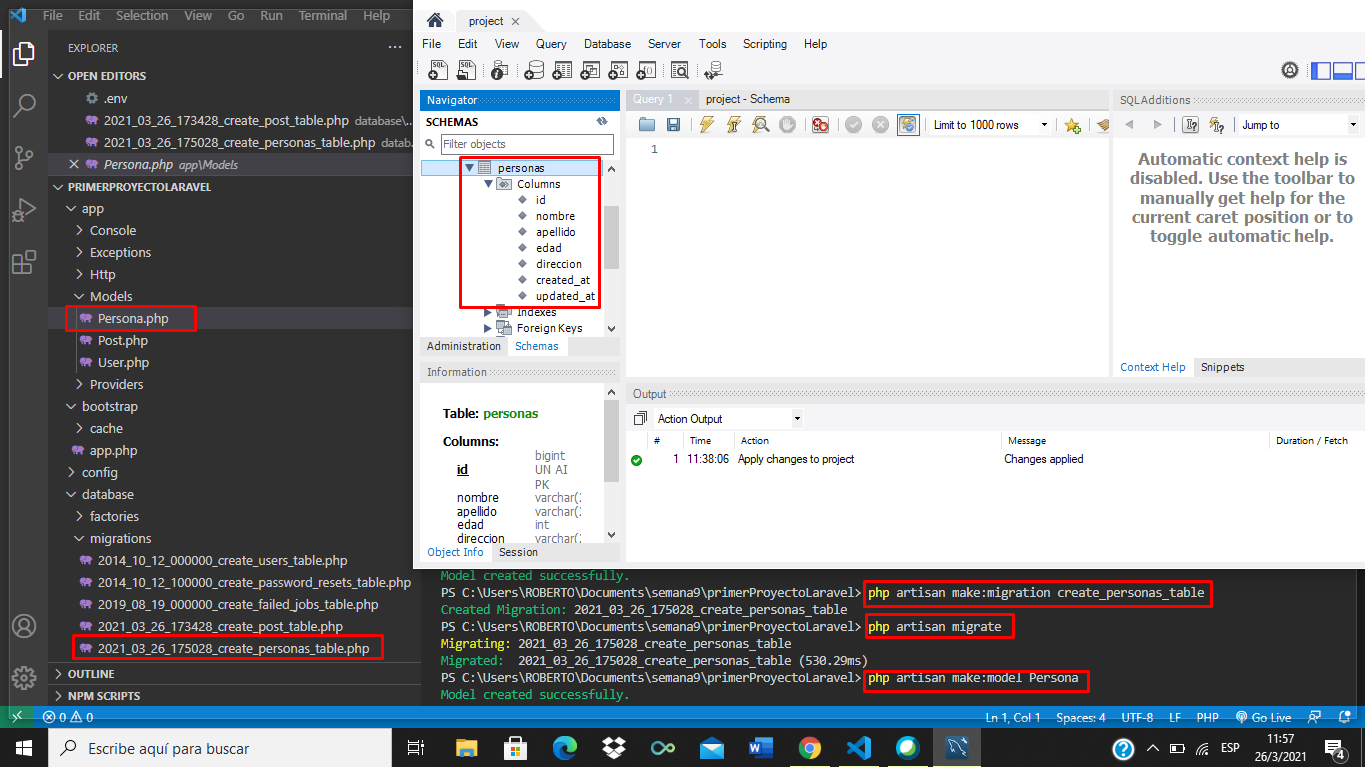 File Edit Selection View Go Run Terminal Help
EXPLORER
OPEN EDITORS
.env
2021_03_26_173428_create_post_table.php database\...
2021_03_26_175028_create_personas_table.php datab...
Persona.php app\Models
PRIMERPROYECTOLARAVEL
app
Console
Exceptions
Http
Models
Persona.php
Post.php
User.php
Providers
bootstrap
cache
app.php
config
database
factories
migrations
2014_10_12_000000_create_users_table.php
2014_10_12_100000_create_password_resets_table.php
2019_08_19_000000_create_failed_jobs_table.php
2021_03_26_173428_create_post_table.php
2021_03_26_175028_create_personas_table.php
OUTLINE
NPM SCRIPTS
project
File Edit View Query Database Server Tools Scripting Help
Navigator
SCHEMAS
Filter objects
personas
Columns
id
nombre
apellido
edad
direccion
created_at
updated_at
Indexes
Foreign Keys
Administration Schemas
Information
Table: personas
Columns:
id bigint UN AI PK
nombre varchar(2
apellido varchar(2
edad int
direccion varchar(2
Object Info Session
Query 1 project - Schema
Limit to 1000 rows
1
SQLAdditions
Jump to
Automatic context help is
disabled. Use the toolbar to
manually get help for the
current caret position or to
toggle automatic help.
Context Help Snippets
Output
Action Output
# Time Action Message Duration / Fetch
1 11:38:06 Apply changes to project Changes applied
Model created successfully.
PS C:\Users\ROBERTO\Documents\semana9\primerProyectoLaravel> php artisan make:migration create_personas_table
Created Migration: 2021_03_26_175028_create_personas_table
PS C:\Users\ROBERTO\Documents\semana9\primerProyectoLaravel> php artisan migrate
Migrating: 2021_03_26_175028_create_personas_table
Migrated: 2021_03_26_175028_create_personas_table (530.29ms)
PS C:\Users\ROBERTO\Documents\semana9\primerProyectoLaravel> php artisan make:model Persona
Model created successfully.
0 0 Ln 1, Col 1 Spaces: 4 UTF-8 LF PHP Go Live
Escribe aquí para buscar
ESP
11:57
26/3/2021
4